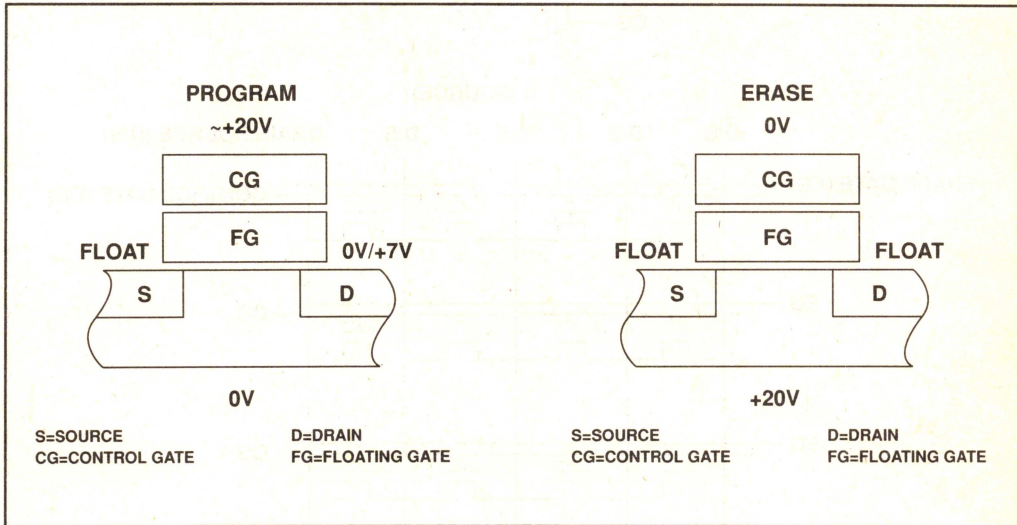 PROGRAM
~+20V
CG
FG
FLOAT
0V/+7V
S
D
0V
S=SOURCE
D=DRAIN
CG=CONTROL GATE
FG=FLOATING GATE
ERASE
0V
CG
FG
FLOAT
FLOAT
S
D
+20V
S=SOURCE
D=DRAIN
CG=CONTROL GATE
FG=FLOATING GATE